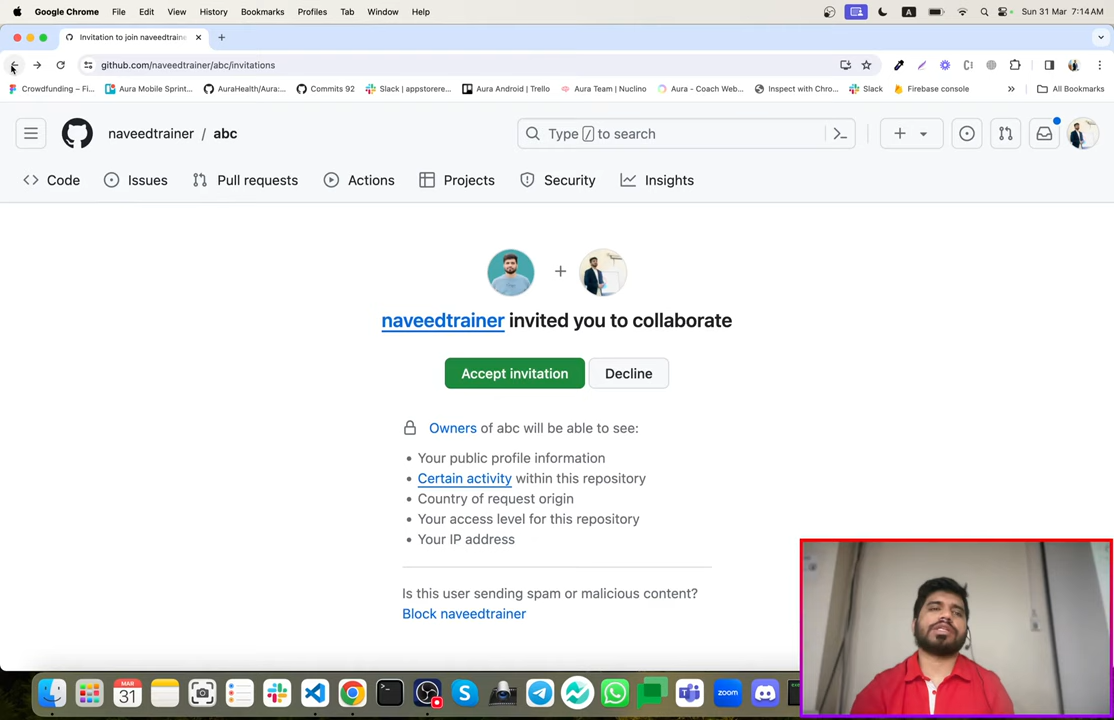 Google Chrome File Edit View History Bookmarks Profiles Tab Window Help
A
Sun 31 Mar 7:14 AM
Invitation to join naveedtraine
github.com/naveedtrainer/abc/invitations
Crowdfunding – Fi...
Aura Mobile Sprint...
AuraHealth/Aura:...
Commits 92
Slack | appstorere...
Aura Android | Trello
Aura Team | Nuclino
Aura - Coach Web...
Inspect with Chro...
Slack
Firebase console
»
All Bookmarks
naveedtrainer / abc
Type / to search
Code
Issues
Pull requests
Actions
Projects
Security
Insights
naveedtrainer invited you to collaborate
Accept invitation
Decline
Owners of abc will be able to see:
• Your public profile information
• Certain activity within this repository
• Country of request origin
• Your access level for this repository
• Your IP address
Is this user sending spam or malicious content?
Block naveedtrainer
MAR
31
zoom